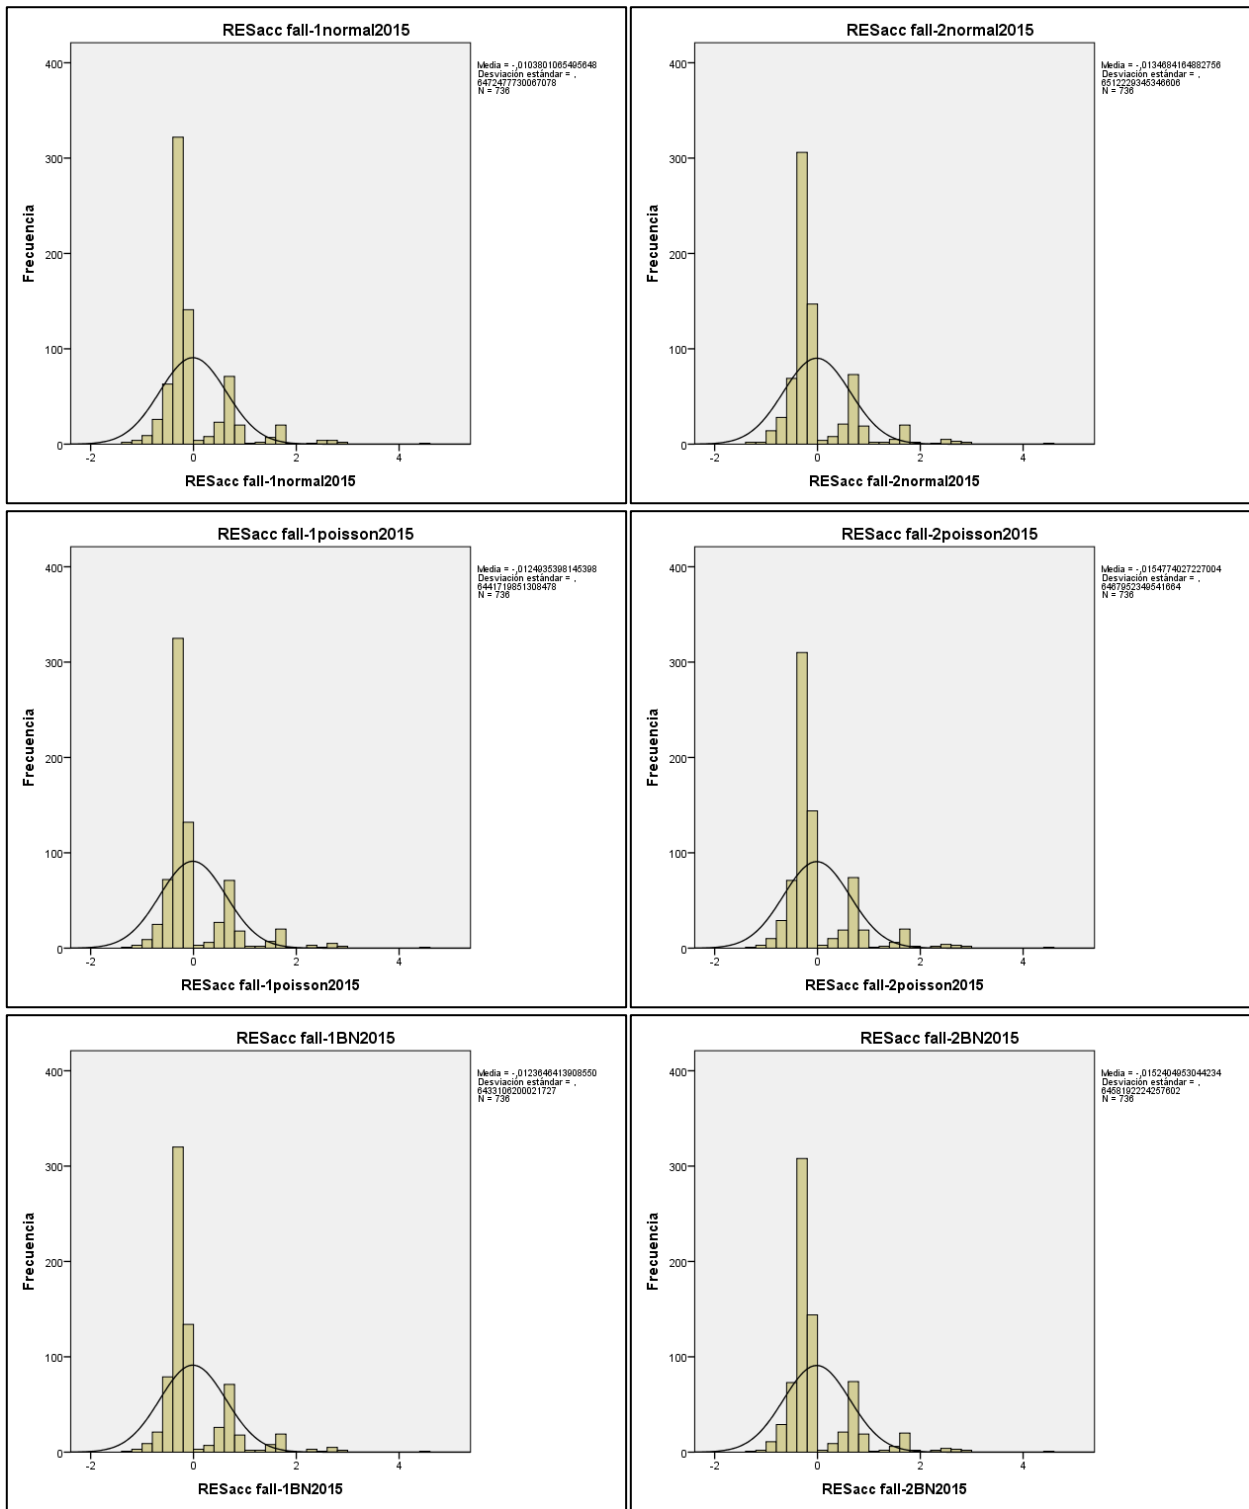 RESacc fall-1normal2015
Media = -,0103801065495648
Desviación estándar = ,
6472477730067078
N = 736
Frecuencia
400
300
200
100
0
-2 0 2 4
RESacc fall-1normal2015
RESacc fall-2normal2015
Media = -,0134684164882756
Desviación estándar = ,
6512229345346606
N = 736
Frecuencia
400
300
200
100
0
-2 0 2 4
RESacc fall-2normal2015
RESacc fall-1poisson2015
Media = -,0124935398145398
Desviación estándar = ,
6441719851308478
N = 736
Frecuencia
400
300
200
100
0
-2 0 2 4
RESacc fall-1poisson2015
RESacc fall-2poisson2015
Media = -,0154774027227004
Desviación estándar = ,
6467952349541664
N = 736
Frecuencia
400
300
200
100
0
-2 0 2 4
RESacc fall-2poisson2015
RESacc fall-1BN2015
Media = -,0123646413908550
Desviación estándar = ,
6433106200021727
N = 736
Frecuencia
400
300
200
100
0
-2 0 2 4
RESacc fall-1BN2015
RESacc fall-2BN2015
Media = -,0152404953044234
Desviación estándar = ,
6458192224257602
N = 736
Frecuencia
400
300
200
100
0
-2 0 2 4
RESacc fall-2BN2015